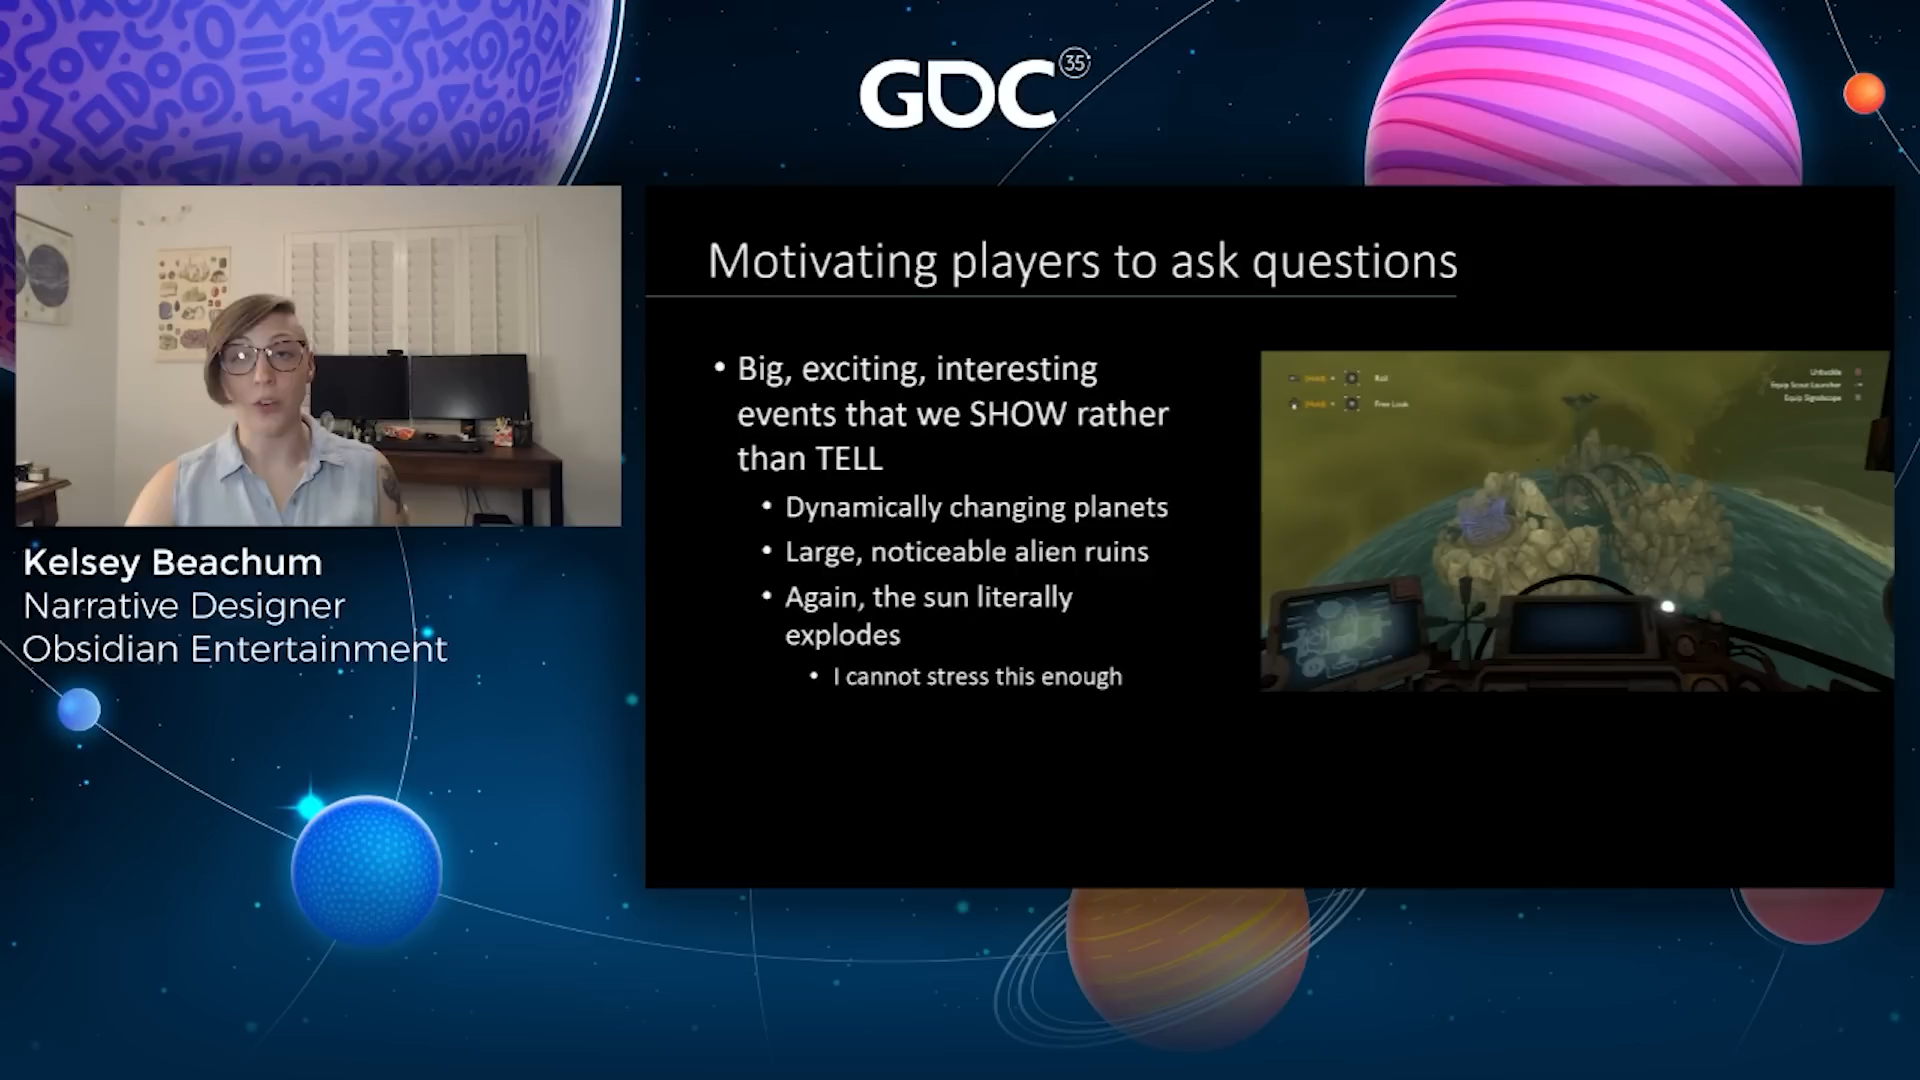 GDC 35
Motivating players to ask questions
• Big, exciting, interesting
events that we SHOW rather
than TELL
• Dynamically changing planets
• Large, noticeable alien ruins
• Again, the sun literally
explodes
• I cannot stress this enough
Roll
Free Look
Unbuckle
Equip Scout Launcher
Equip Signalscope
Kelsey Beachum
Narrative Designer
Obsidian Entertainment